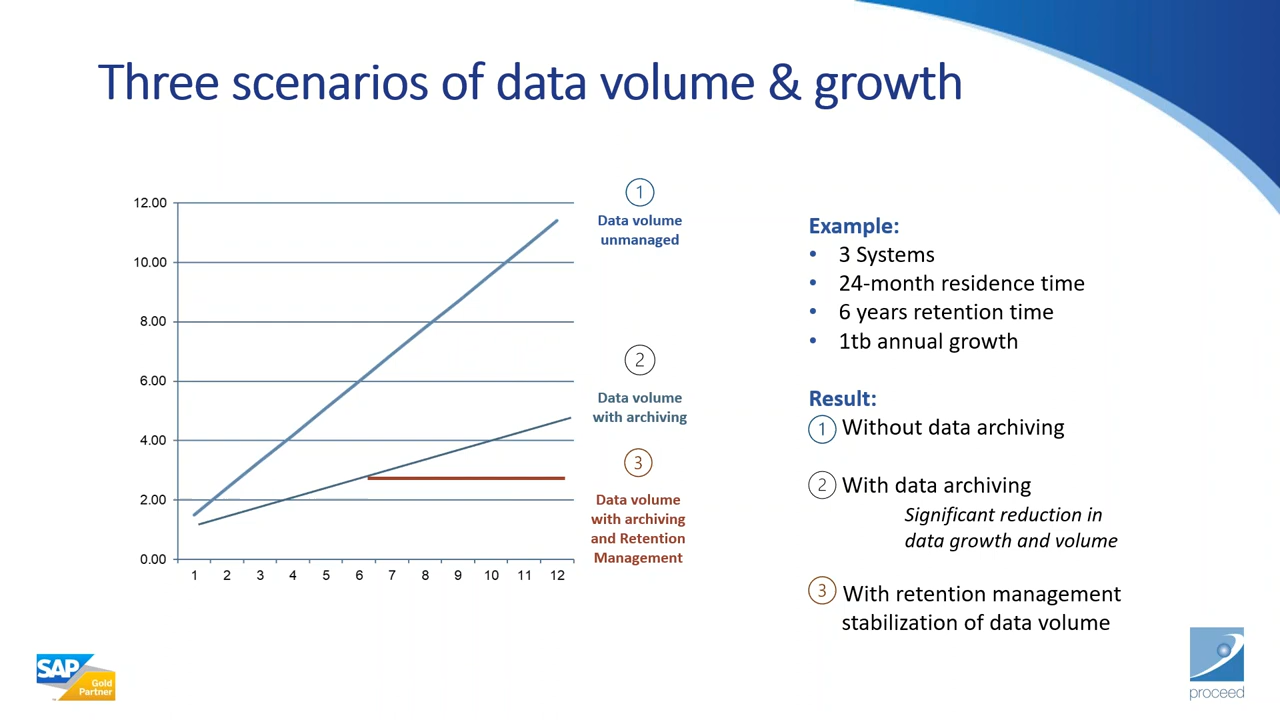 Three scenarios of data volume & growth
12.00
10.00
8.00
6.00
4.00
2.00
0.00
1 2 3 4 5 6 7 8 9 10 11 12
1
Data volume
unmanaged
2
Data volume
with archiving
3
Data volume
with archiving
and Retention
Management
Example:
• 3 Systems
• 24-month residence time
• 6 years retention time
• 1tb annual growth
Result:
1 Without data archiving
2 With data archiving
Significant reduction in
data growth and volume
3 With retention management
stabilization of data volume
SAP
Gold
Partner
proceed